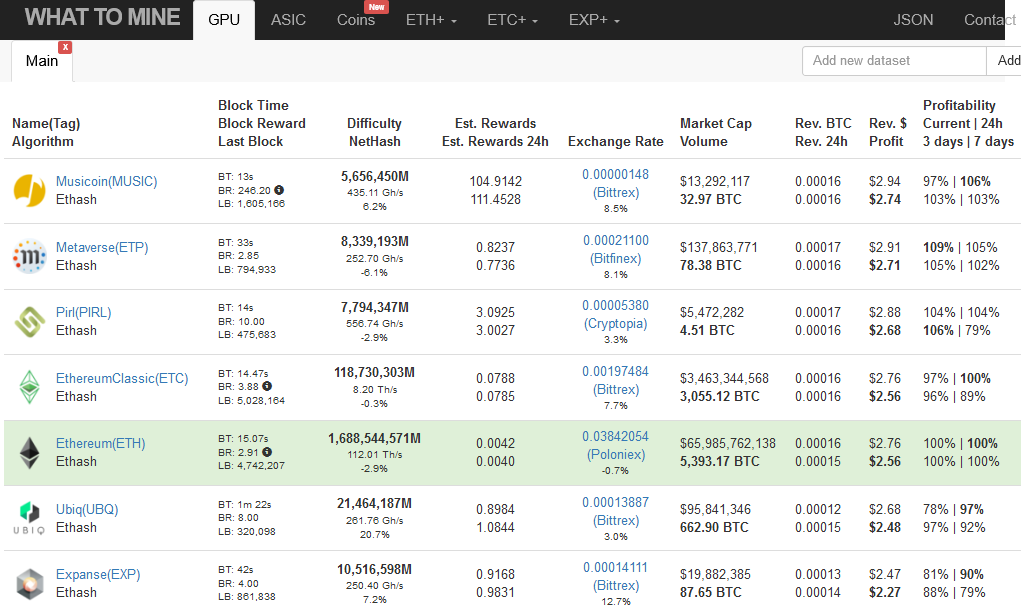 WHAT TO MINE GPU ASIC Coins New ETH+ ETC+ EXP+ JSON Contact
Main x Add new dataset Add
Name(Tag) Algorithm
Block Time Block Reward Last Block
Difficulty NetHash
Est. Rewards Est. Rewards 24h
Exchange Rate
Market Cap Volume
Rev. BTC Rev. 24h
Rev. $ Profit
Profitability Current | 24h 3 days | 7 days
Musicoin(MUSIC) Ethash
BT: 13s BR: 246.20 LB: 1,605,166
5,656,450M 435.11 Gh/s 6.2%
104.9142 111.4528
0.00000148 (Bittrex) 8.5%
$13,292,117 32.97 BTC
0.00016 0.00016
$2.94 $2.74
97% | 106% 103% | 103%
Metaverse(ETP) Ethash
BT: 33s BR: 2.85 LB: 794,933
8,339,193M 252.70 Gh/s -6.1%
0.8237 0.7736
0.00021100 (Bitfinex) 8.1%
$137,863,771 78.38 BTC
0.00017 0.00016
$2.91 $2.71
109% | 105% 105% | 102%
Pirl(PIRL) Ethash
BT: 14s BR: 10.00 LB: 475,683
7,794,347M 556.74 Gh/s -2.9%
3.0925 3.0027
0.00005380 (Cryptopia) 3.3%
$5,472,282 4.51 BTC
0.00017 0.00016
$2.88 $2.68
104% | 104% 106% | 79%
EthereumClassic(ETC) Ethash
BT: 14.47s BR: 3.88 LB: 5,028,164
118,730,303M 8.20 Th/s -0.3%
0.0788 0.0785
0.00197484 (Bittrex) 7.7%
$3,463,344,568 3,055.12 BTC
0.00016 0.00016
$2.76 $2.56
97% | 100% 96% | 89%
Ethereum(ETH) Ethash
BT: 15.07s BR: 2.91 LB: 4,742,207
1,688,544,571M 112.01 Th/s -2.9%
0.0042 0.0040
0.03842054 (Poloniex) -0.7%
$65,985,762,138 5,393.17 BTC
0.00016 0.00015
$2.76 $2.56
100% | 100% 100% | 100%
UBIQ Ubiq(UBQ) Ethash
BT: 1m 22s BR: 8.00 LB: 320,098
21,464,187M 261.76 Gh/s 20.7%
0.8984 1.0844
0.00013887 (Bittrex) 3.0%
$95,841,346 662.90 BTC
0.00012 0.00015
$2.68 $2.48
78% | 97% 97% | 92%
Expanse(EXP) Ethash
BT: 42s BR: 4.00 LB: 861,838
10,516,598M 250.40 Gh/s 7.2%
0.9168 0.9831
0.00014111 (Bittrex) 12.7%
$19,882,385 87.65 BTC
0.00013 0.00014
$2.47 $2.27
81% | 90% 88% | 79%